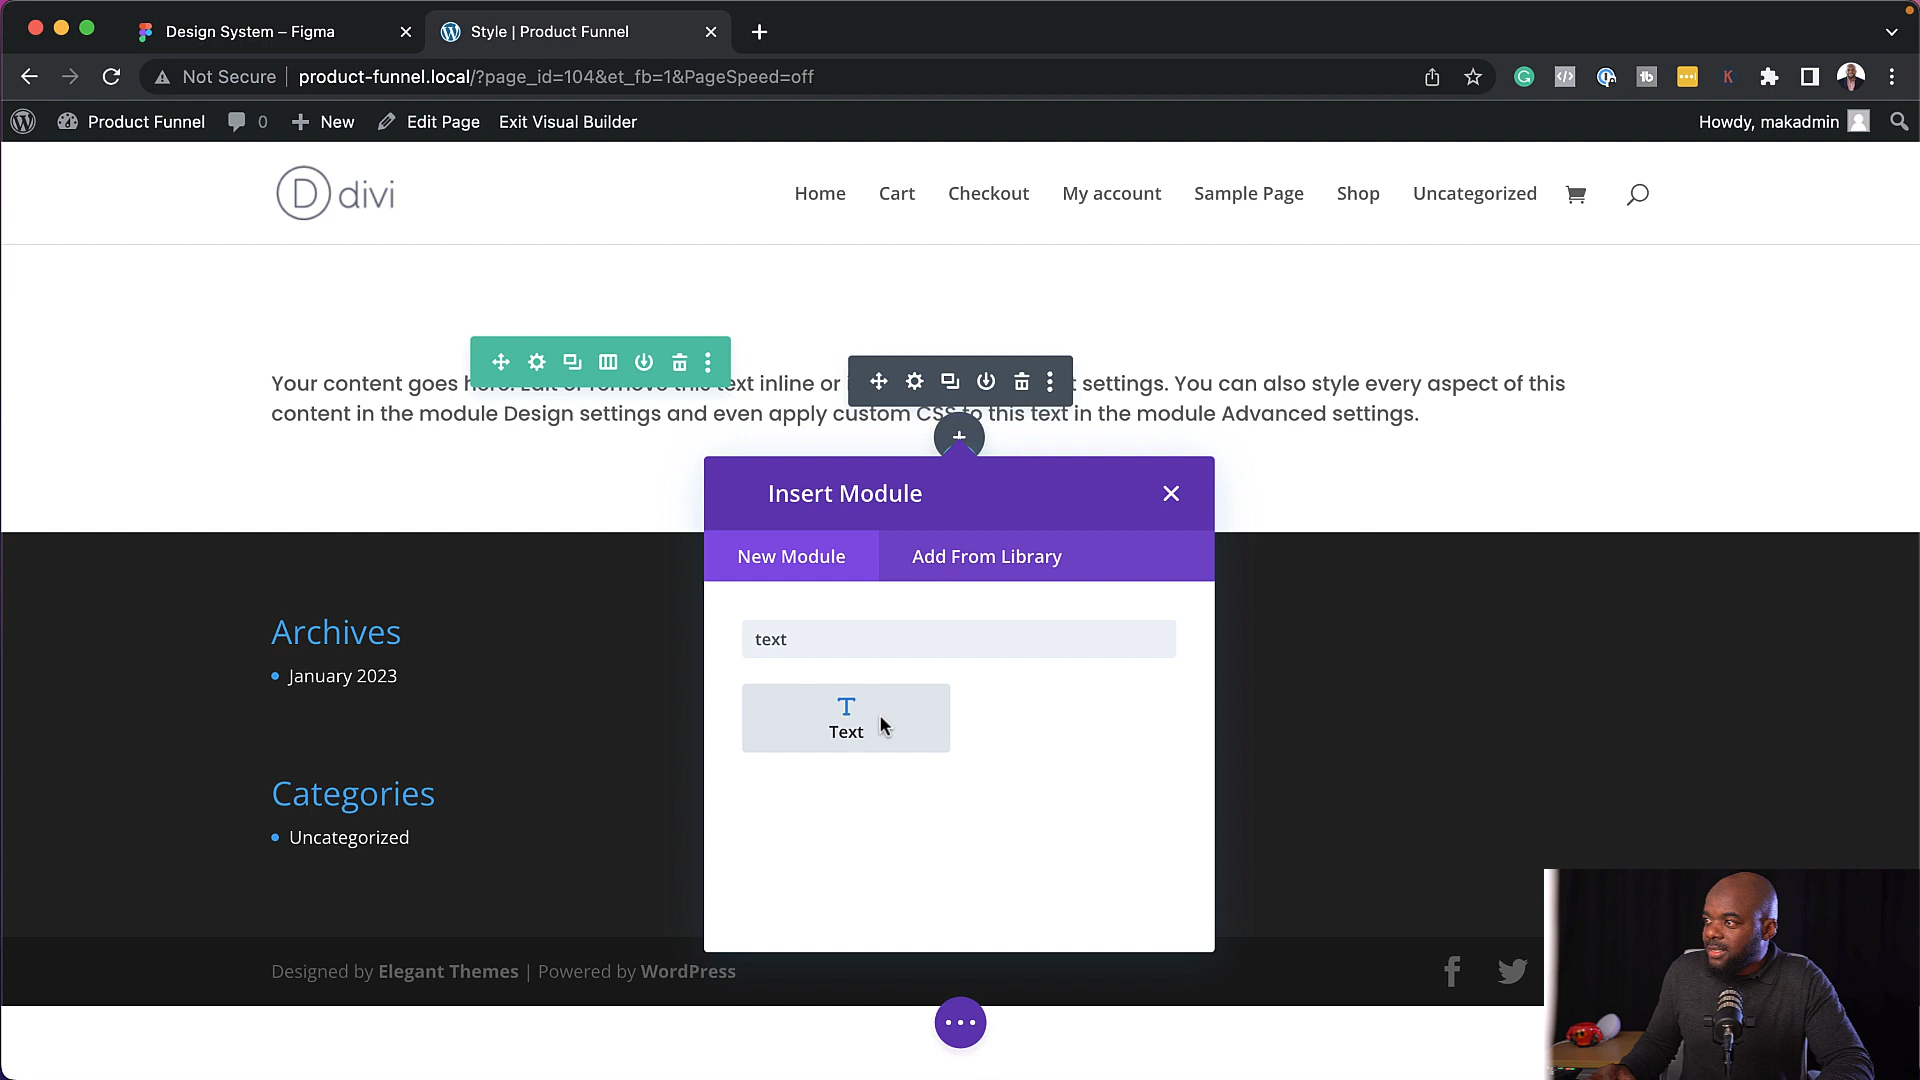 Design System – Figma
Style | Product Funnel
Not Secure
product-funnel.local/?page_id=104&et_fb=1&PageSpeed=off
Product Funnel
0
New
Edit Page
Exit Visual Builder
Howdy, makadmin
D divi
Home
Cart
Checkout
My account
Sample Page
Shop
Uncategorized
Your content goes here. Edit or remove this text inline or settings. You can also style every aspect of this
content in the module Design settings and even apply custom CSS to this text in the module Advanced settings.
Insert Module
New Module
Add From Library
text
T
Text
Archives
January 2023
Categories
Uncategorized
Designed by Elegant Themes | Powered by WordPress